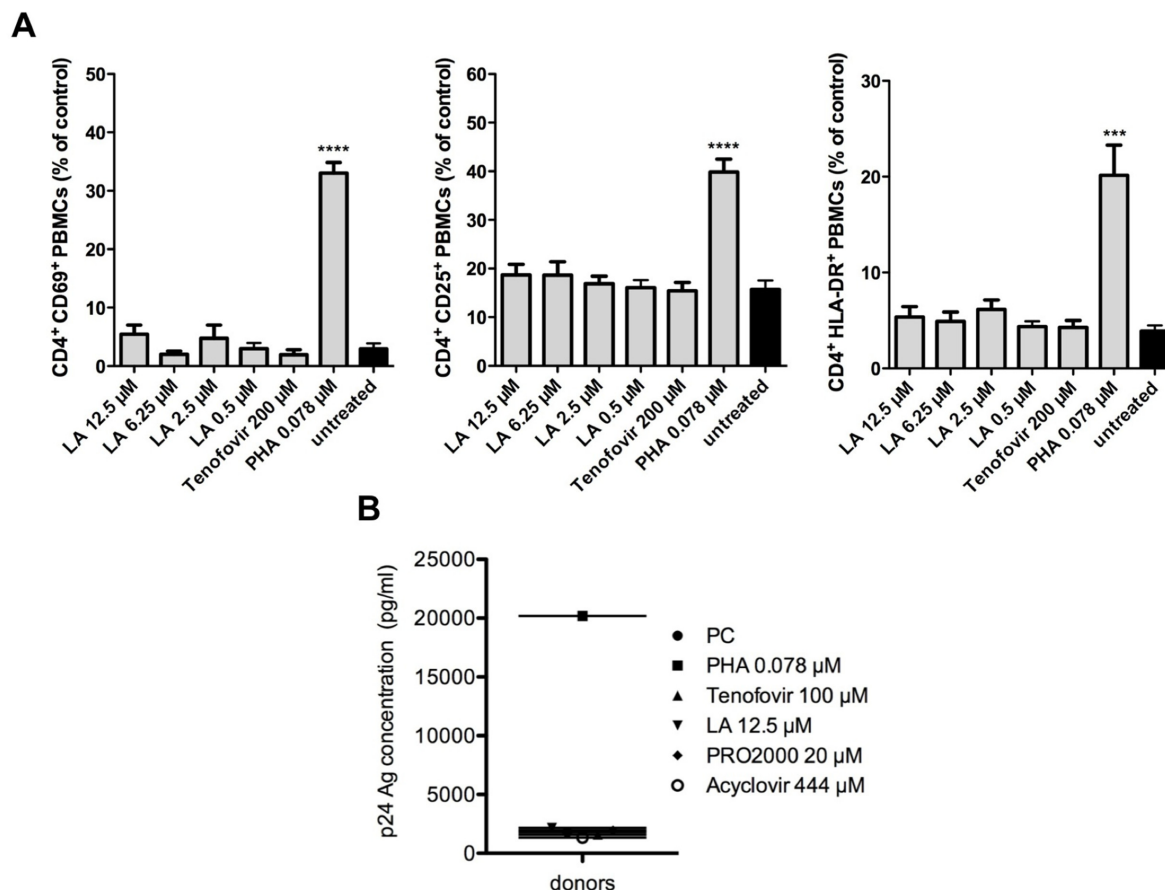 A
CD4+ CD69+ PBMCs (% of control)
50
40
30
20
10
0
****
LA 12.5 µM
LA 6.25 µM
LA 2.5 µM
LA 0.5 µM
Tenofovir 200 µM
PHA 0.078 µM
untreated
CD4+ CD25+ PBMCs (% of control)
60
50
40
30
20
10
0
****
LA 12.5 µM
LA 6.25 µM
LA 2.5 µM
LA 0.5 µM
Tenofovir 200 µM
PHA 0.078 µM
untreated
CD4+ HLA-DR+ PBMCs (% of control)
30
20
10
0
***
LA 12.5 µM
LA 6.25 µM
LA 2.5 µM
LA 0.5 µM
Tenofovir 200 µM
PHA 0.078 µM
untreated
B
p24 Ag concentration (pg/ml)
25000
20000
15000
10000
5000
0
donors
PC
PHA 0.078 µM
Tenofovir 100 µM
LA 12.5 µM
PRO2000 20 µM
Acyclovir 444 µM